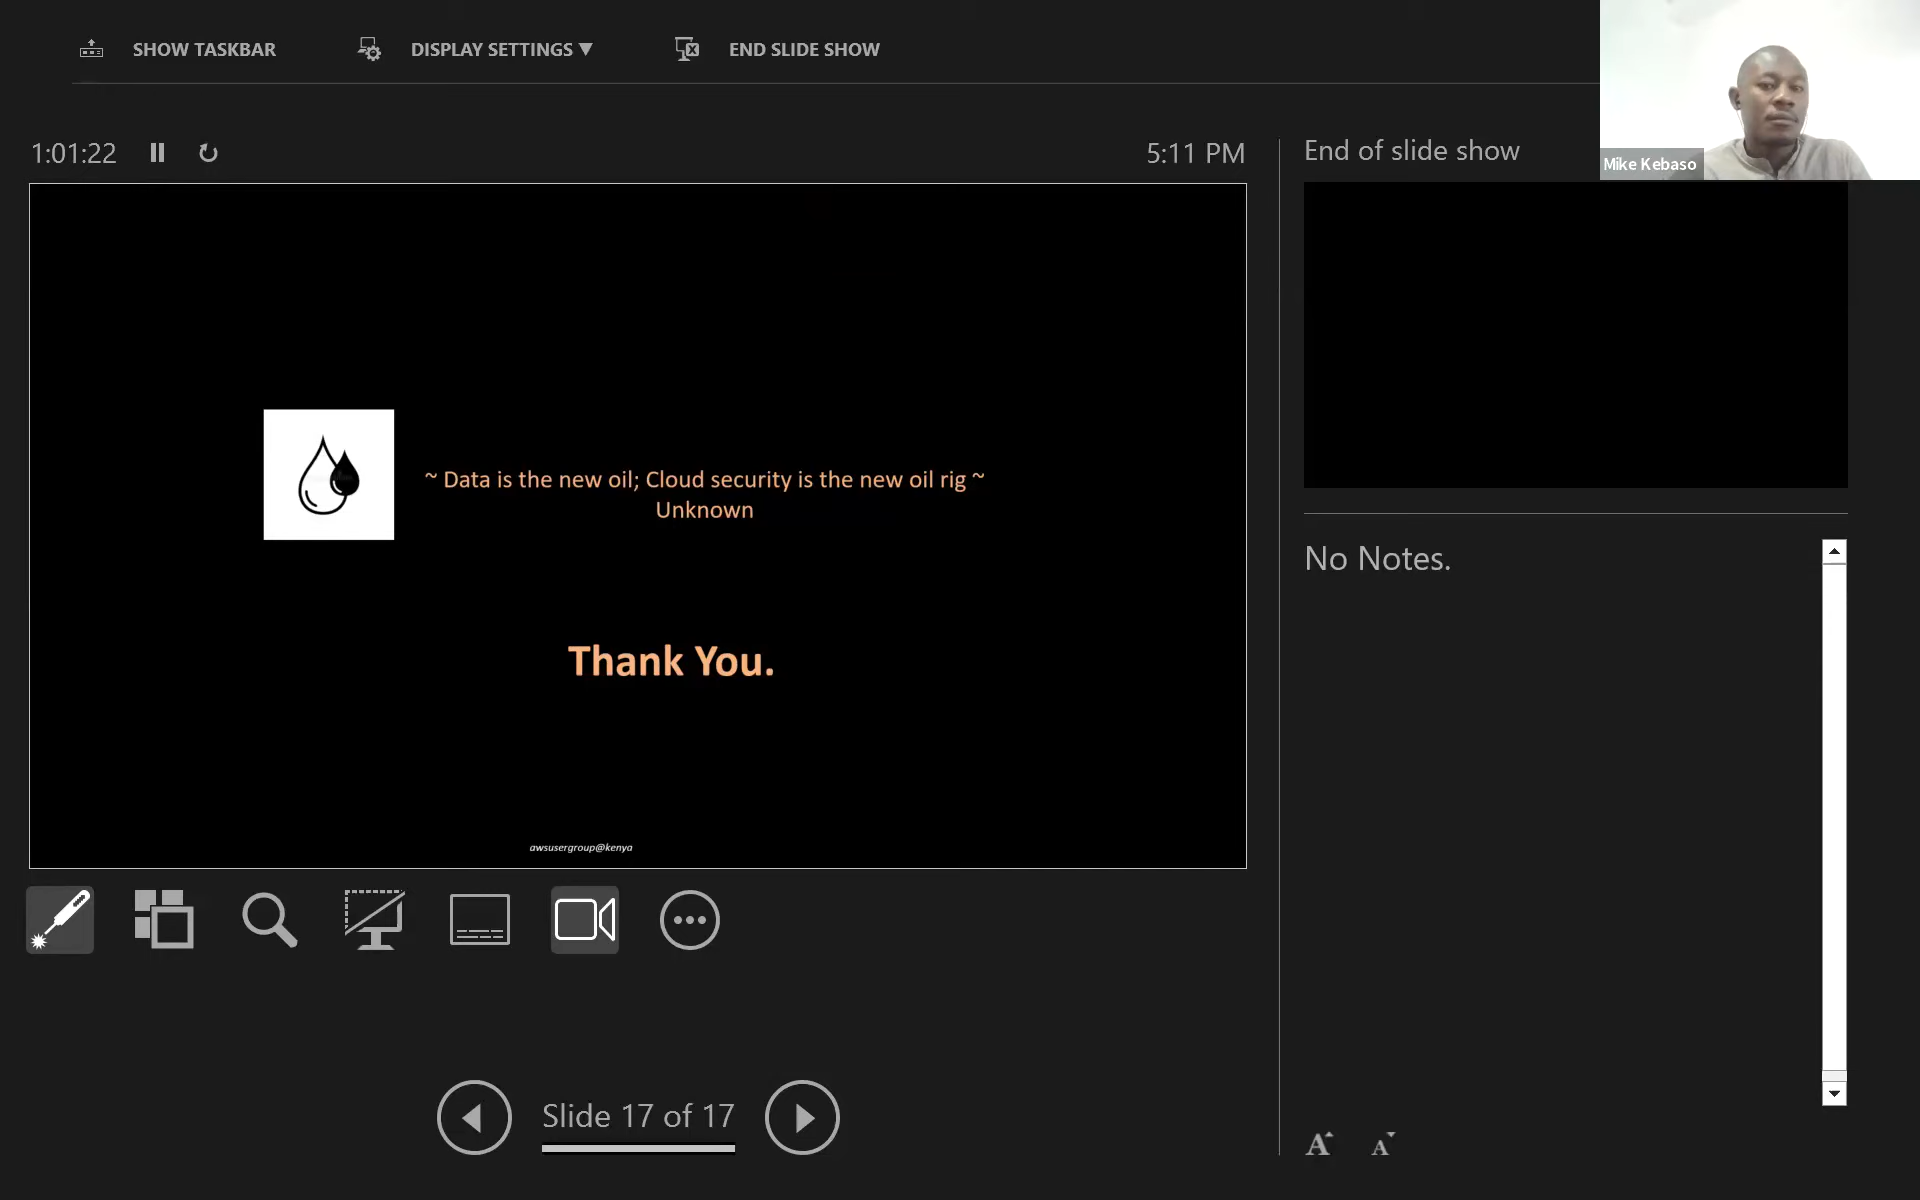 SHOW TASKBAR
DISPLAY SETTINGS ▼
END SLIDE SHOW
Mike Kebaso
1:01:22
5:11 PM
End of slide show
~ Data is the new oil; Cloud security is the new oil rig ~
Unknown
Thank You.
awsusergroup@kenya
No Notes.
Slide 17 of 17
A A